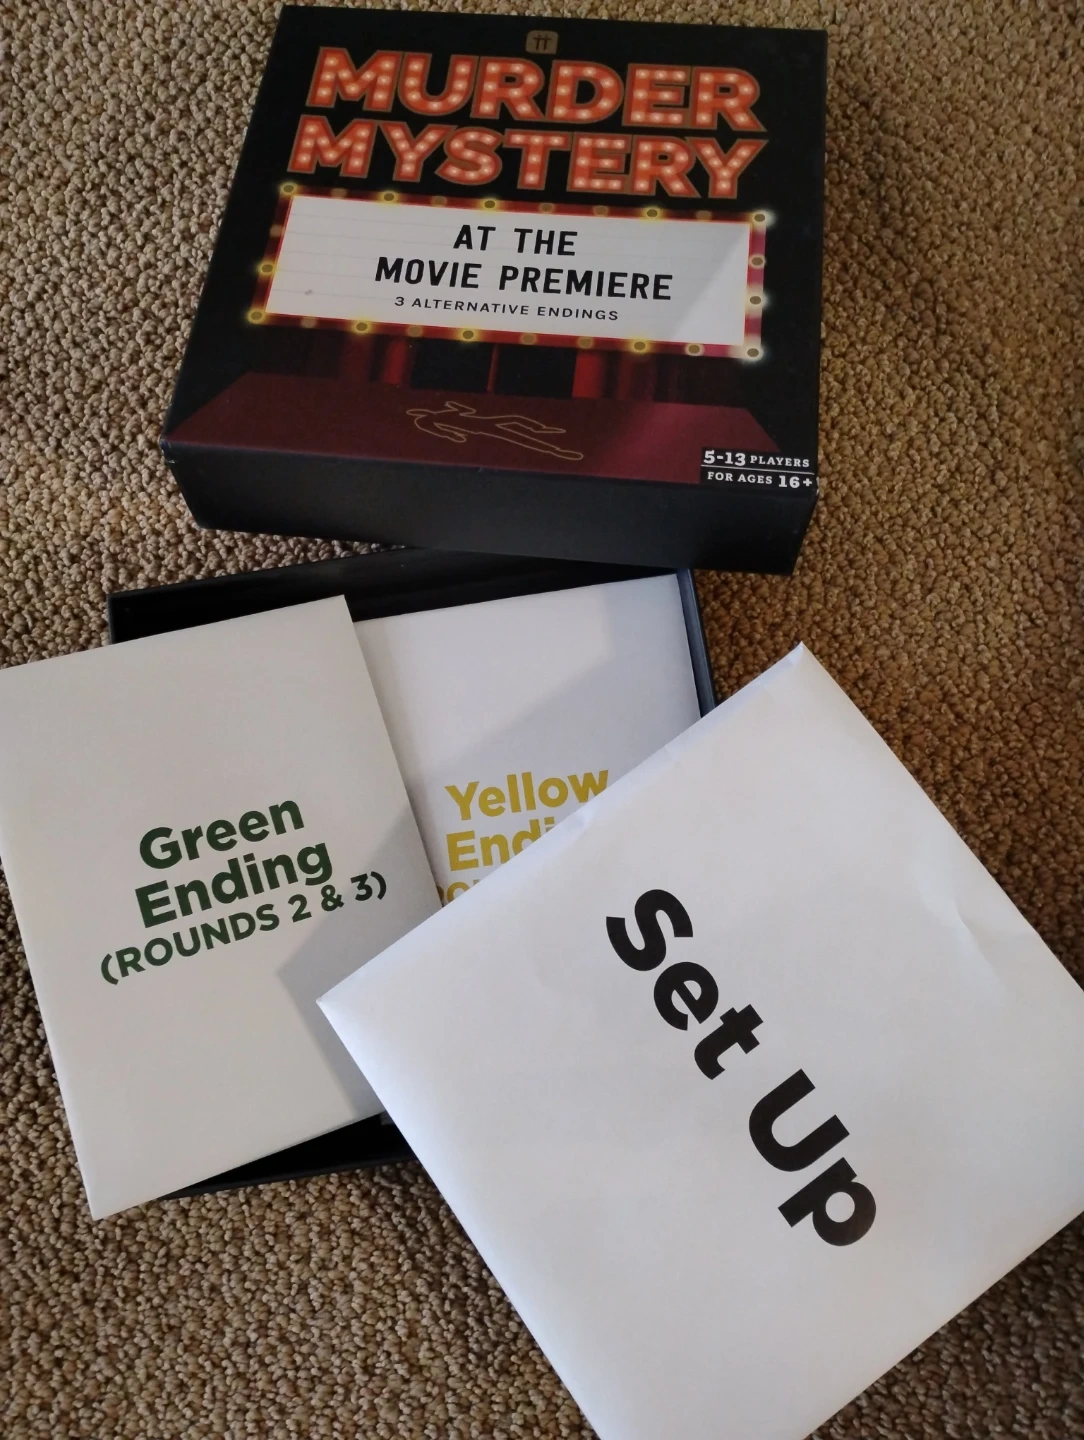 MURDER
MYSTERY
AT THE
MOVIE PREMIERE
3 ALTERNATIVE ENDINGS
5-13 PLAYERS
FOR AGES 16+
Green
Ending
(ROUNDS 2 & 3)
Yellow
Set Up